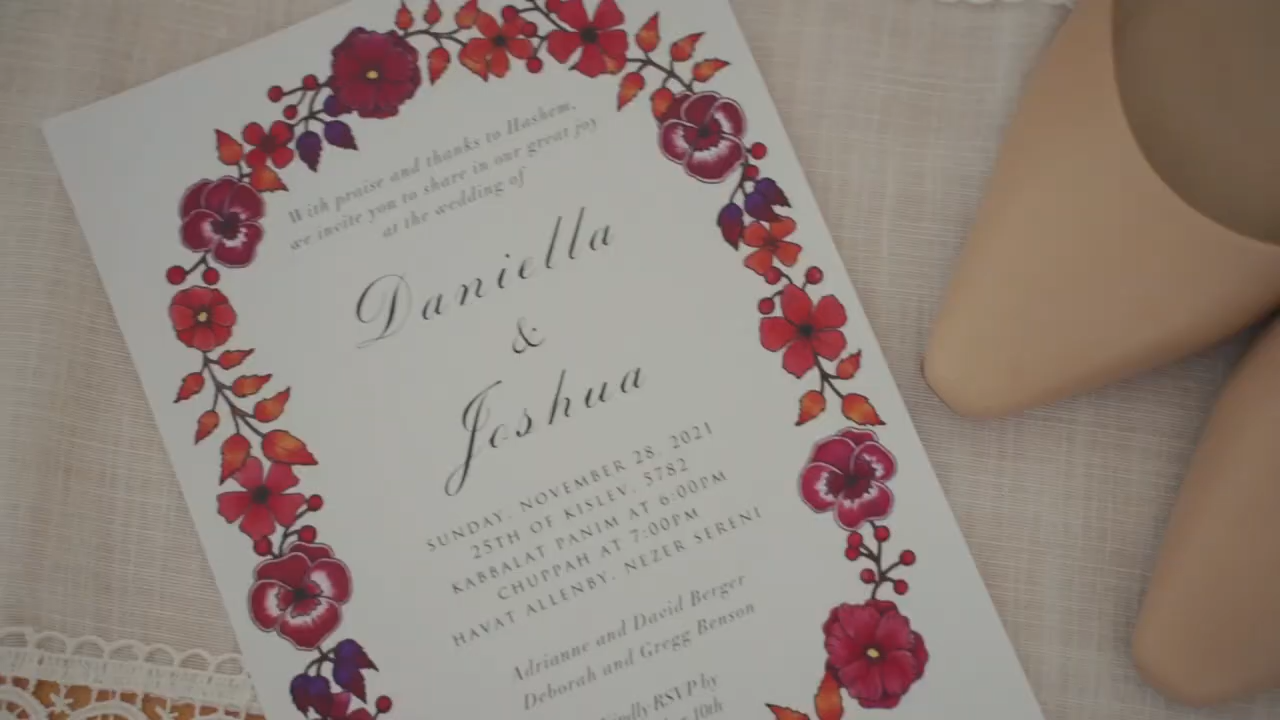 With praise and thanks to Hashem,
we invite you to share in our great joy
at the wedding of
Daniella
&
Joshua
SUNDAY, NOVEMBER 28, 2021
25TH OF KISLEV, 5782
KABBALAT PANIM AT 6:00PM
CHUPPAH AT 7:00PM
HAVAT ALLENBY, NEZER SERENI
Adrianne and David Berger
Deborah and Gregg Benson
Kindly RSVP by
10th